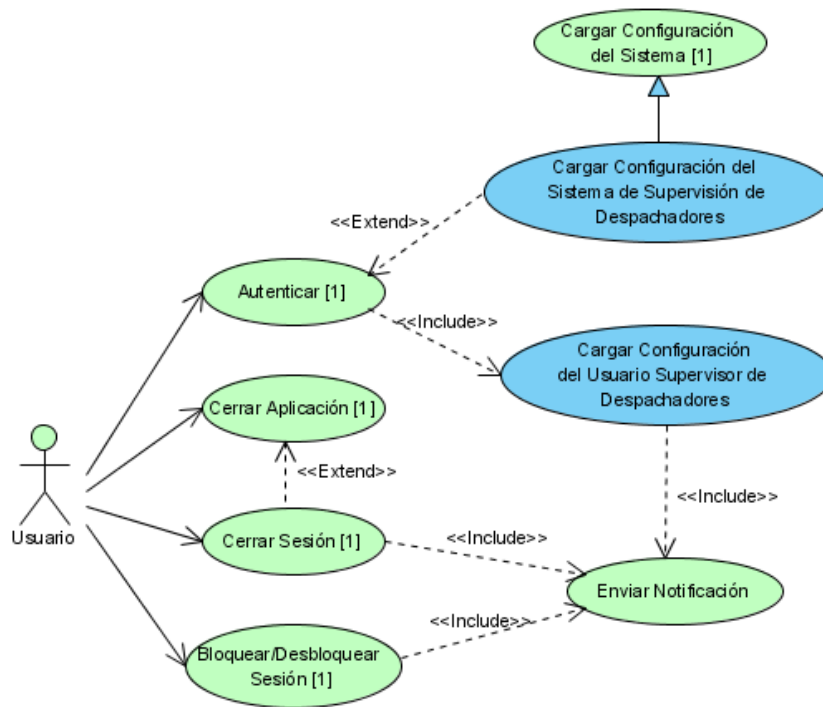 Cargar Configuración
del Sistema [1]
Cargar Configuración del
Sistema de Supervisión de
Despachadores
<<Extend>>
Autenticar [1]
<<Include>>
Cargar Configuración
del Usuario Supervisor de
Despachadores
Cerrar Aplicación [1]
<<Extend>>
<<Include>>
Usuario
Cerrar Sesión [1]
<<Include>>
Enviar Notificación
<<Include>>
Bloquear/Desbloquear
Sesión [1]